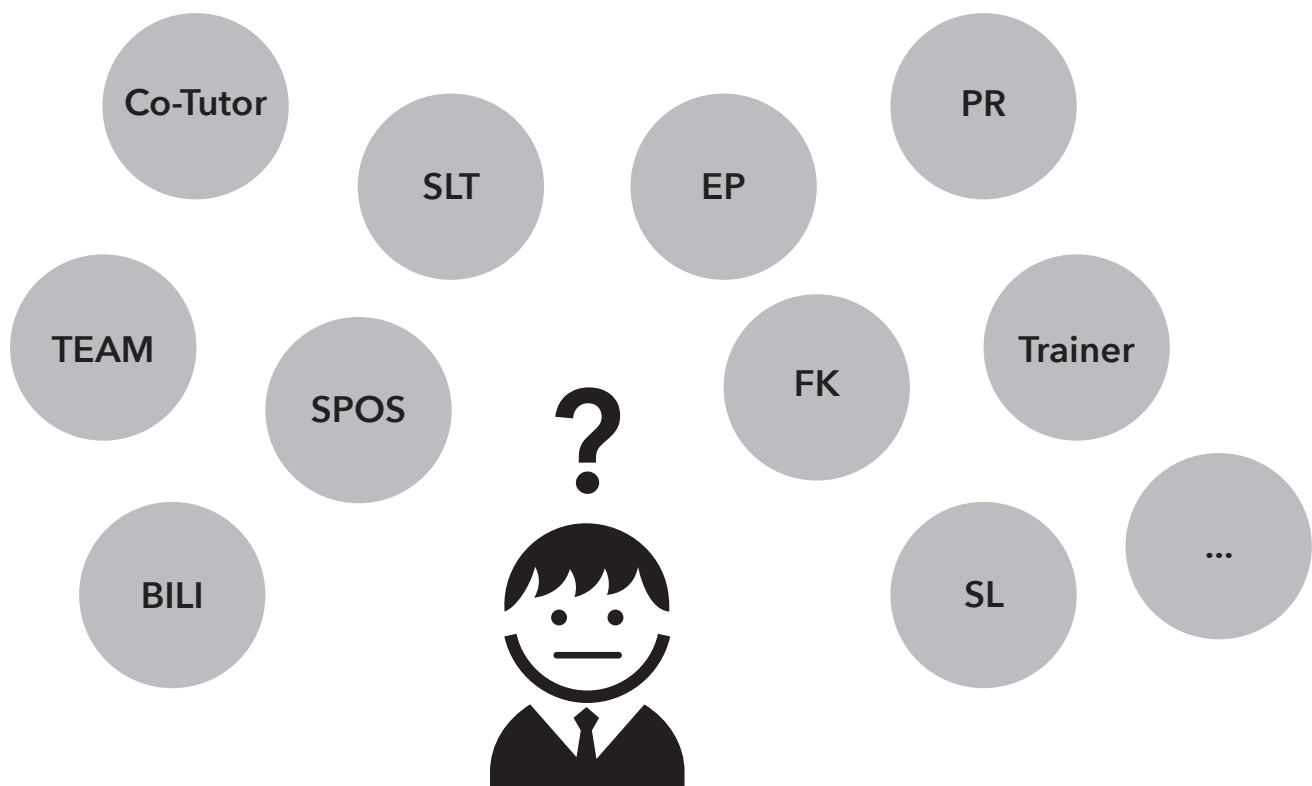 Co-Tutor
PR
SLT
EP
TEAM
Trainer
FK
SPOS
?
...
BILI
SL